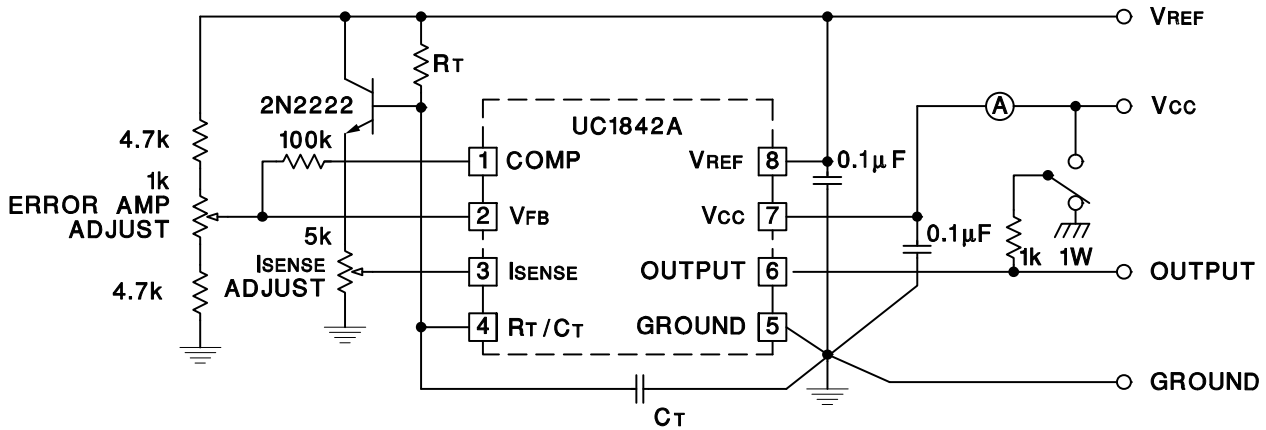 VREF
RT
2N2222
A
VCC
UC1842A
4.7k
100k
1 COMP
VREF 8
0.1µF
1k
ERROR AMP
ADJUST
2 VFB
VCC 7
0.1µF
5k
ISENSE
ADJUST
3 ISENSE
OUTPUT 6
1k 1W
OUTPUT
4.7k
4 RT/CT
GROUND 5
CT
GROUND